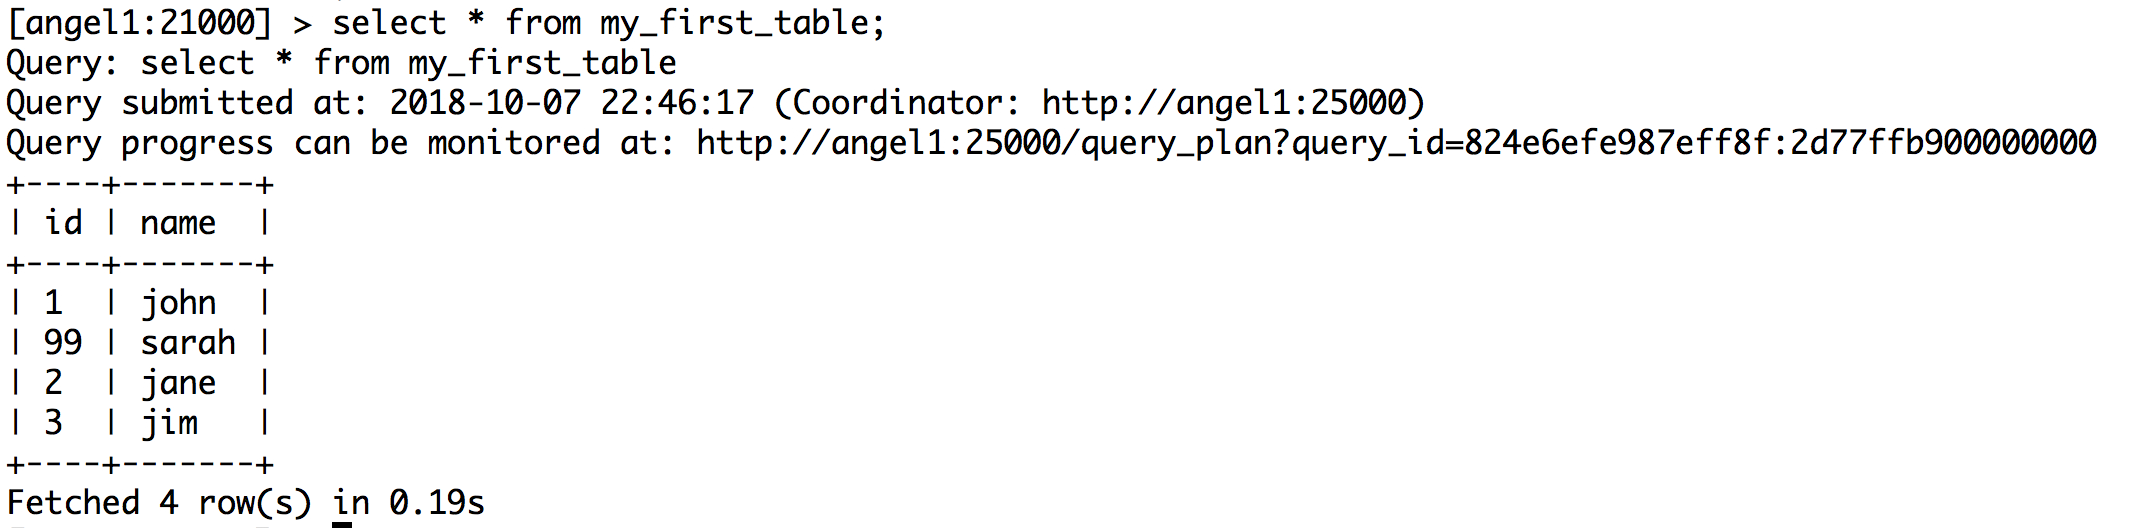 [angel1:21000] > select * from my_first_table;
Query: select * from my_first_table
Query submitted at: 2018-10-07 22:46:17 (Coordinator: http://angel1:25000)
Query progress can be monitored at: http://angel1:25000/query_plan?query_id=824e6efe987eff8f:2d77ffb900000000
+----+-------+
| id | name  |
+----+-------+
| 1  | john  |
| 99 | sarah |
| 2  | jane  |
| 3  | jim   |
+----+-------+
Fetched 4 row(s) in 0.19s